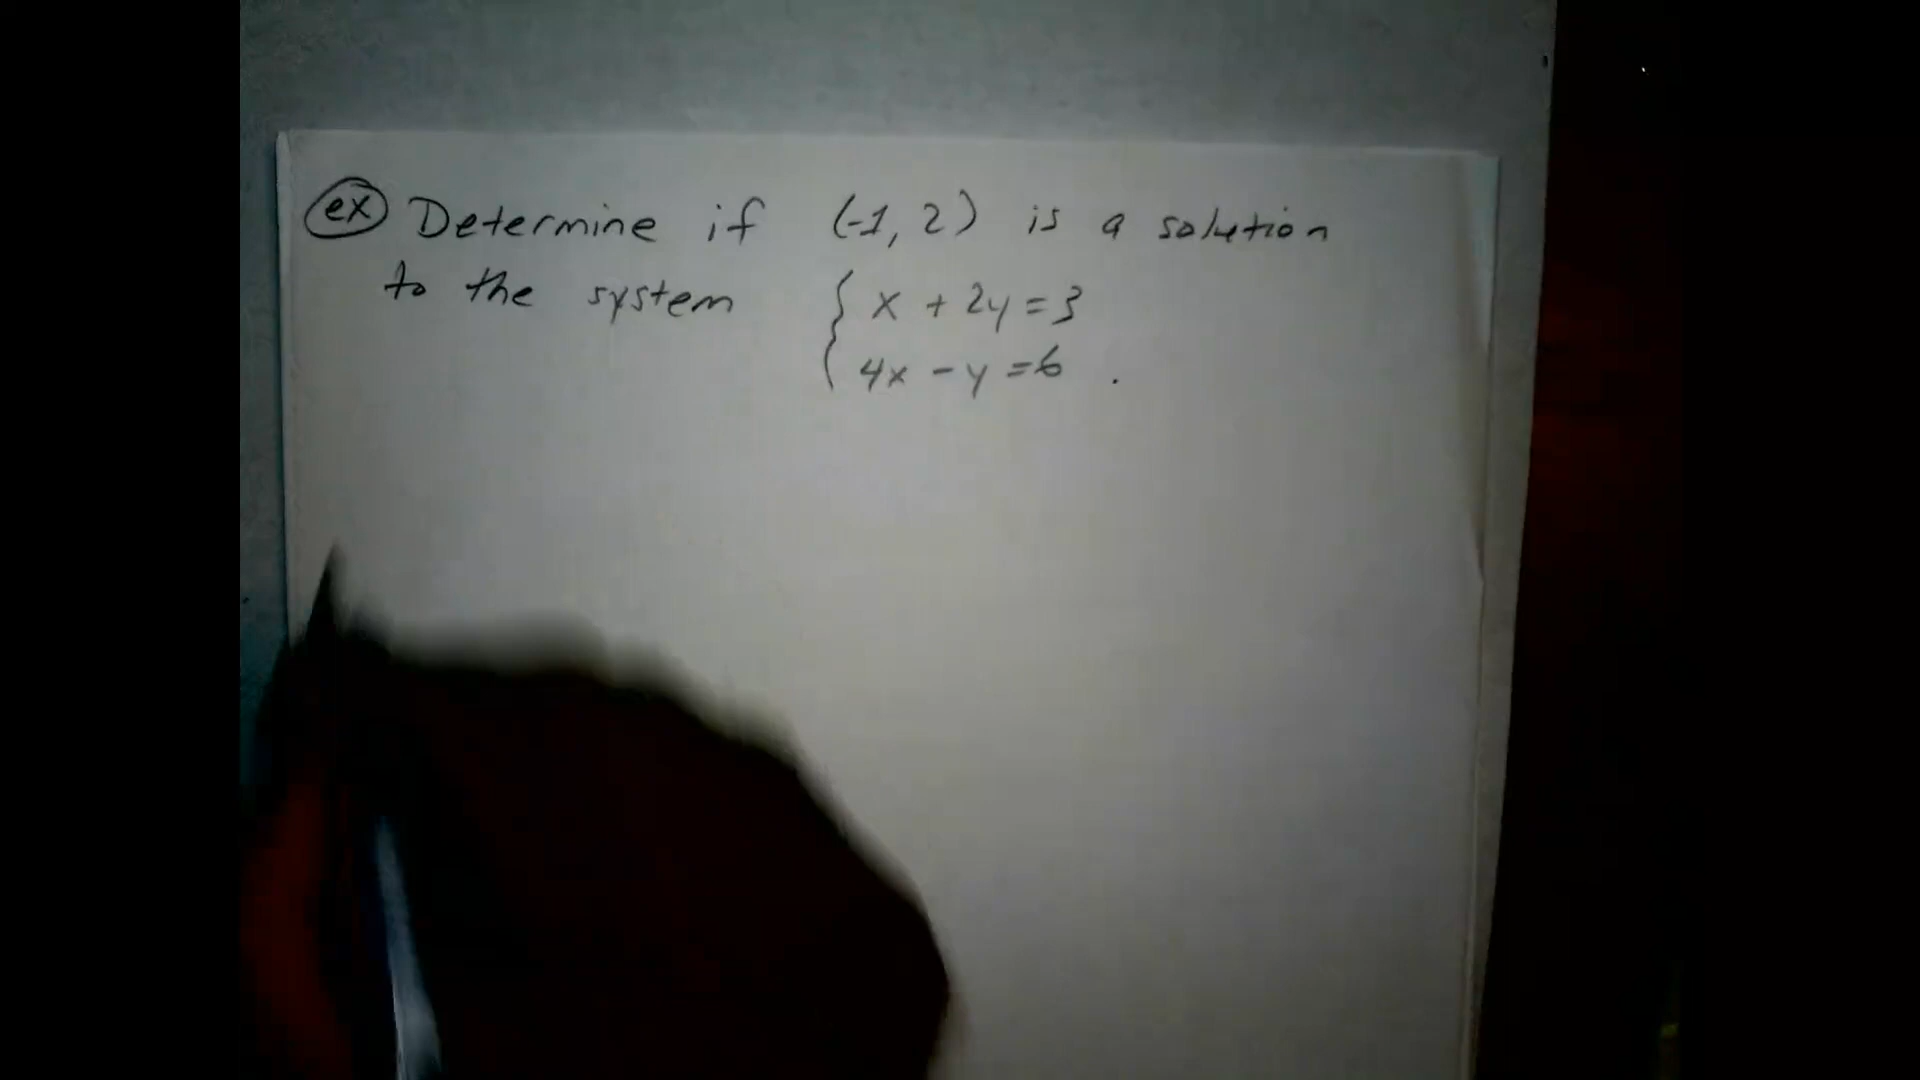 ex Determine if (-1, 2) is a solution
to the system { x + 2y = 3
4x - y = 6 .